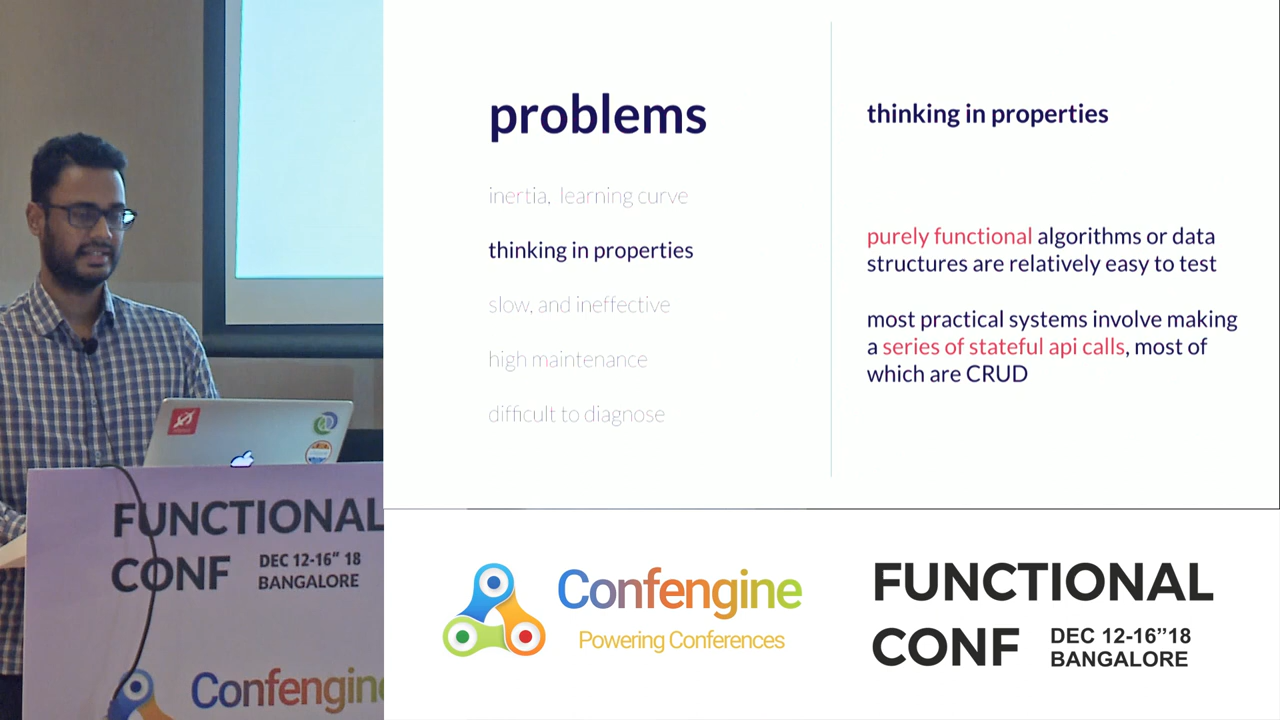 problems
inertia, learning curve
thinking in properties
slow, and ineffective
high maintenance
difficult to diagnose
thinking in properties
purely functional algorithms or data
structures are relatively easy to test
most practical systems involve making
a series of stateful api calls, most of
which are CRUD
FUNCTIONAL
CONF DEC 12-16” 18
BANGALORE
Confengine
Confengine
Powering Conferences
FUNCTIONAL
CONF DEC 12-16”18
BANGALORE